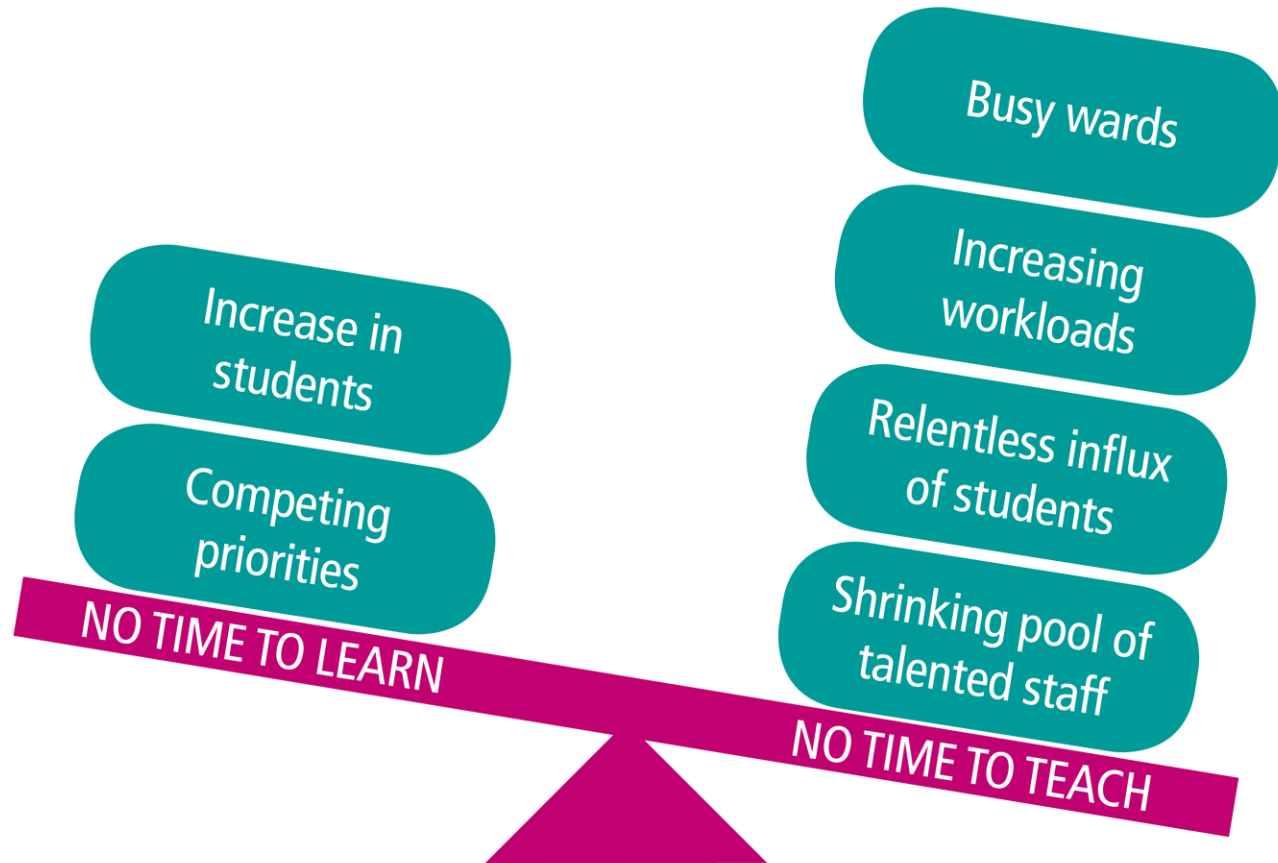 Increase in
students
Competing
priorities
NO TIME TO LEARN
Busy wards
Increasing
workloads
Relentless influx
of students
Shrinking pool of
talented staff
NO TIME TO TEACH